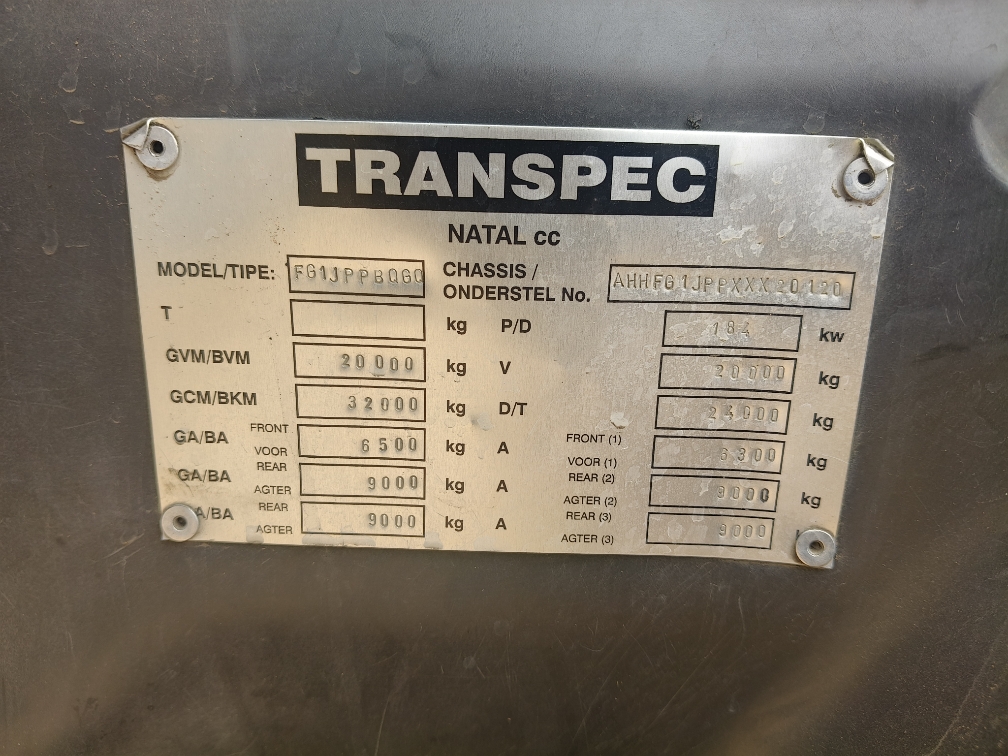 TRANSPEC
NATAL cc
MODEL/TIPE: FG1JPPBQGQ CHASSIS / ONDERSTEL No. AHHFG1JPPXXX20120
T kg P/D 184 kw
GVM/BVM 20000 kg V 20000 kg
GCM/BKM 32000 kg D/T 24000 kg
GA/BA FRONT VOOR 6500 kg A FRONT (1) VOOR (1) 6300 kg
GA/BA REAR AGTER 9000 kg A REAR (2) AGTER (2) 9000 kg
A/BA REAR AGTER 9000 kg A REAR (3) AGTER (3) 9000